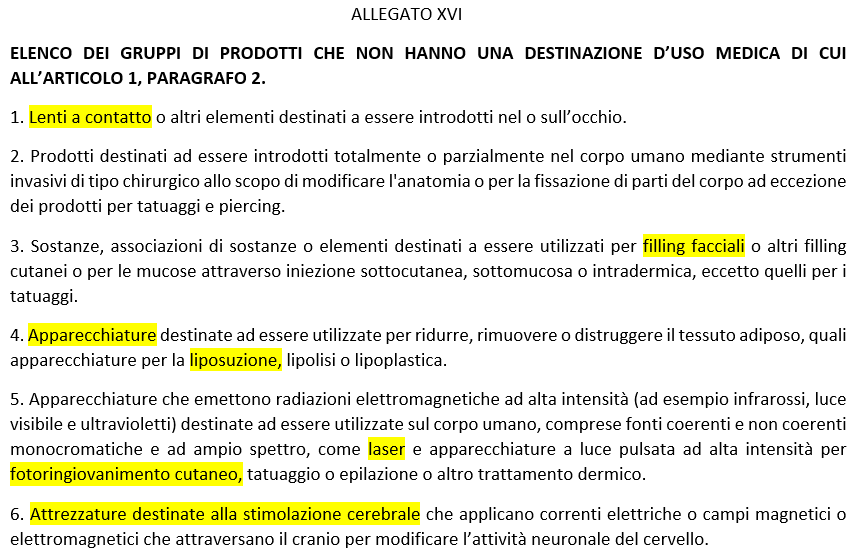 ALLEGATO XVI
ELENCO DEI GRUPPI DI PRODOTTI CHE NON HANNO UNA DESTINAZIONE D’USO MEDICA DI CUI
ALL’ARTICOLO 1, PARAGRAFO 2.
1. Lenti a contatto o altri elementi destinati a essere introdotti nel o sull’occhio.
2. Prodotti destinati ad essere introdotti totalmente o parzialmente nel corpo umano mediante strumenti
invasivi di tipo chirurgico allo scopo di modificare l'anatomia o per la fissazione di parti del corpo ad eccezione
dei prodotti per tatuaggi e piercing.
3. Sostanze, associazioni di sostanze o elementi destinati a essere utilizzati per filling facciali o altri filling
cutanei o per le mucose attraverso iniezione sottocutanea, sottomucosa o intradermica, eccetto quelli per i
tatuaggi.
4. Apparecchiature destinate ad essere utilizzate per ridurre, rimuovere o distruggere il tessuto adiposo, quali
apparecchiature per la liposuzione, lipolisi o lipoplastica.
5. Apparecchiature che emettono radiazioni elettromagnetiche ad alta intensità (ad esempio infrarossi, luce
visibile e ultravioletti) destinate ad essere utilizzate sul corpo umano, comprese fonti coerenti e non coerenti
monocromatiche e ad ampio spettro, come laser e apparecchiature a luce pulsata ad alta intensità per
fotoringiovanimento cutaneo, tatuaggio o epilazione o altro trattamento dermico.
6. Attrezzature destinate alla stimolazione cerebrale che applicano correnti elettriche o campi magnetici o
elettromagnetici che attraversano il cranio per modificare l’attività neuronale del cervello.